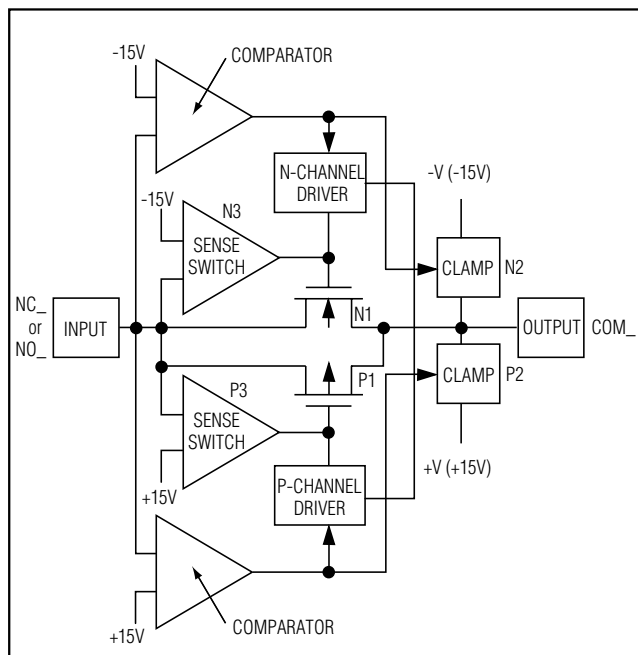 -15V
COMPARATOR
N-CHANNEL
DRIVER
-V (-15V)
-15V
N3
SENSE
SWITCH
CLAMP
N2
NC_
or
NO_
INPUT
N1
OUTPUT
COM_
P1
P3
SENSE
SWITCH
CLAMP
P2
+15V
P-CHANNEL
DRIVER
+V (+15V)
+15V
COMPARATOR